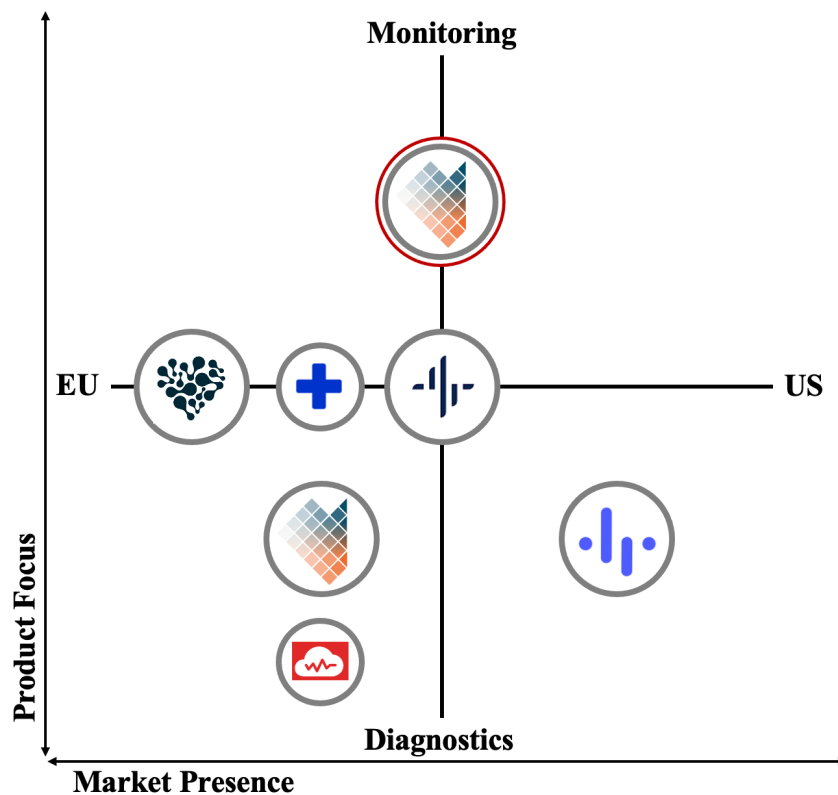 Monitoring
EU
US
Product Focus
Diagnostics
Market Presence